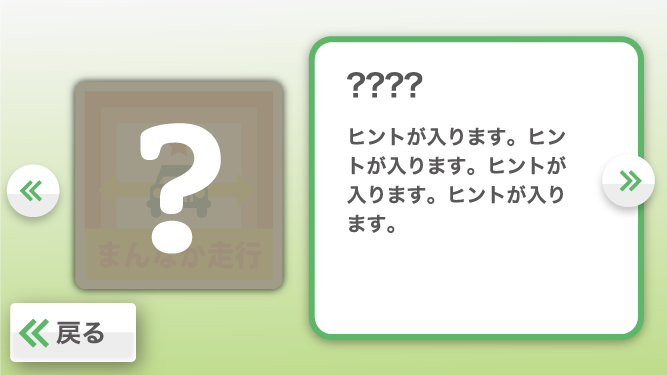 ?
まんなか走行
????
ヒントが入ります。ヒン
トが入ります。ヒントが
入ります。ヒントが入り
ます。
戻る